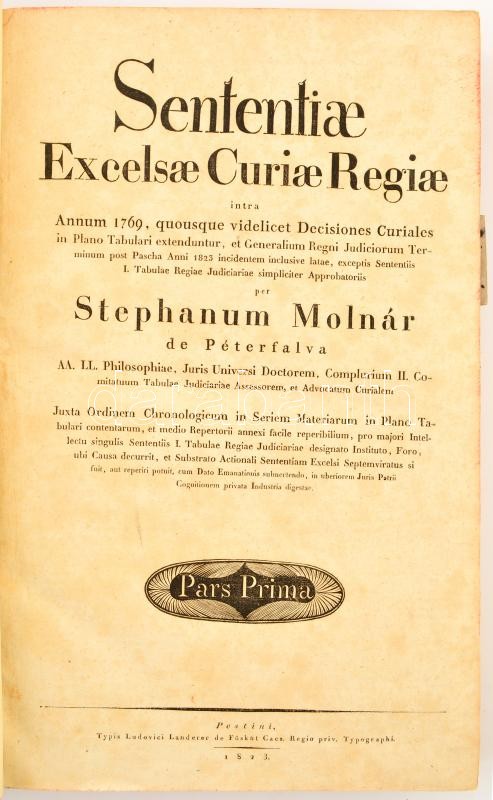 Sententiæ
Excelsæ Curiæ Regiæ
intra
Annum 1769, quousque videlicet Decisiones Curiales
in Plano Tabulari extenduntur, et Generalium Regni Judiciorum Ter-
minum post Pascha Anni 1823 incidentem inclusive latae, exceptis Sententiis
I. Tabulae Regiae Judiciariae simpliciter Approbatoriis
per
Stephanum Molnár
de Péterfalva
AA. LL. Philosophiae, Juris Universi Doctorem, Complurium II. Co-
mitatuum Tabulae Judiciariae Assessorem, et Advocatum Curialem
Juxta Ordinem Chronologicum in Seriem Materiarum in Plano Ta-
bulari contentarum, et medio Repertorii annexi facile reperibilium, pro majori Intel-
lectu singulis Sententiis I. Tabulae Regiae Judiciariae designato Instituto, Foro,
ubi Causa decurrit, et Substrato Actionali Sententiam Excelsi Septemviratus si
fuit, aut reperiri potuit, cum Dato Emanationis subnectendo, in uberiorem Juris Patrii
Cognitionem privata Industria digestae.
Pars Prima
Pestini,
Typis Ludovici Landerer de Füskút Caes. Regio priv. Typographi.
1823.